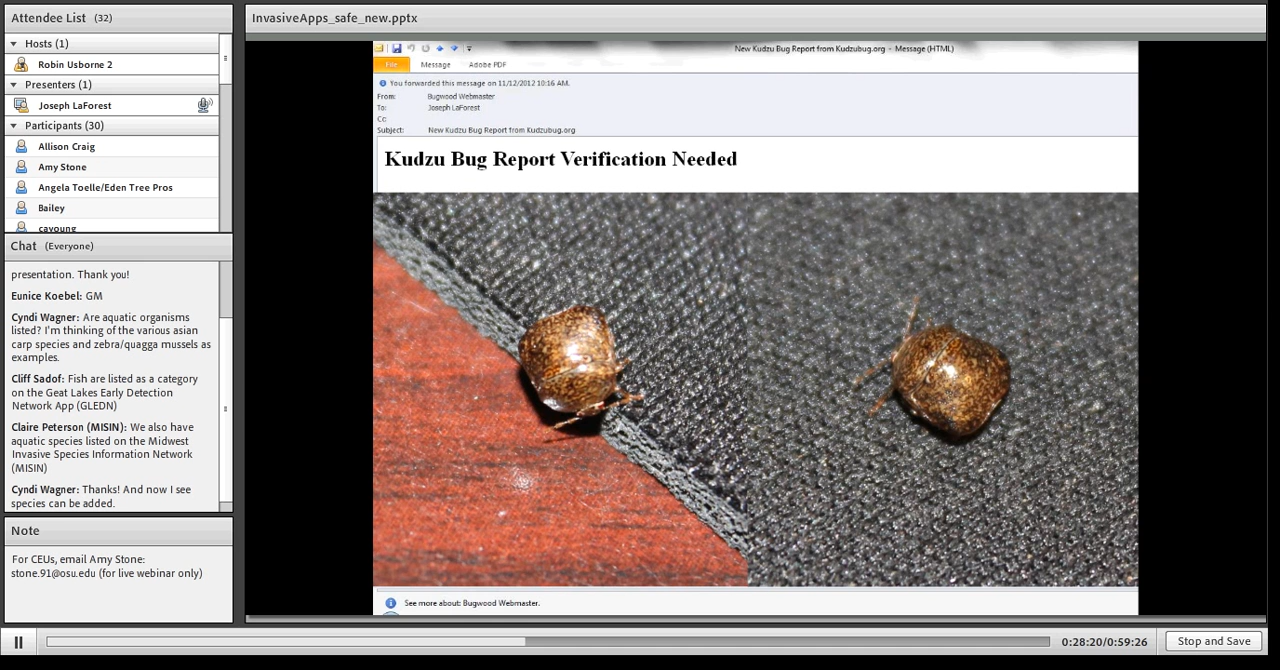 Attendee List (32)
Hosts (1)
Robin Usborne 2
Presenters (1)
Joseph LaForest
Participants (30)
Allison Craig
Amy Stone
Angela Toelle/Eden Tree Pros
Bailey
cayoung
Chat (Everyone)
presentation. Thank you!
Eunice Koebel: GM
Cyndi Wagner: Are aquatic organisms
listed? I'm thinking of the various asian
carp species and zebra/quagga mussels as
examples.
Cliff Sadof: Fish are listed as a category
on the Geat Lakes Early Detection
Network App (GLEDN)
Claire Peterson (MISIN): We also have
aquatic species listed on the Midwest
Invasive Species Information Network
(MISIN)
Cyndi Wagner: Thanks! And now I see
species can be added.
Note
For CEUs, email Amy Stone:
stone.91@osu.edu (for live webinar only)
InvasiveApps_safe_new.pptx
New Kudzu Bug Report from Kudzubug.org - Message (HTML)
File Message Adobe PDF
You forwarded this message on 11/12/2012 10:16 AM.
From: Bugwood Webmaster
To: Joseph LaForest
Cc:
Subject: New Kudzu Bug Report from Kudzubug.org
Kudzu Bug Report Verification Needed
See more about: Bugwood Webmaster.
0:28:20/0:59:26
Stop and Save